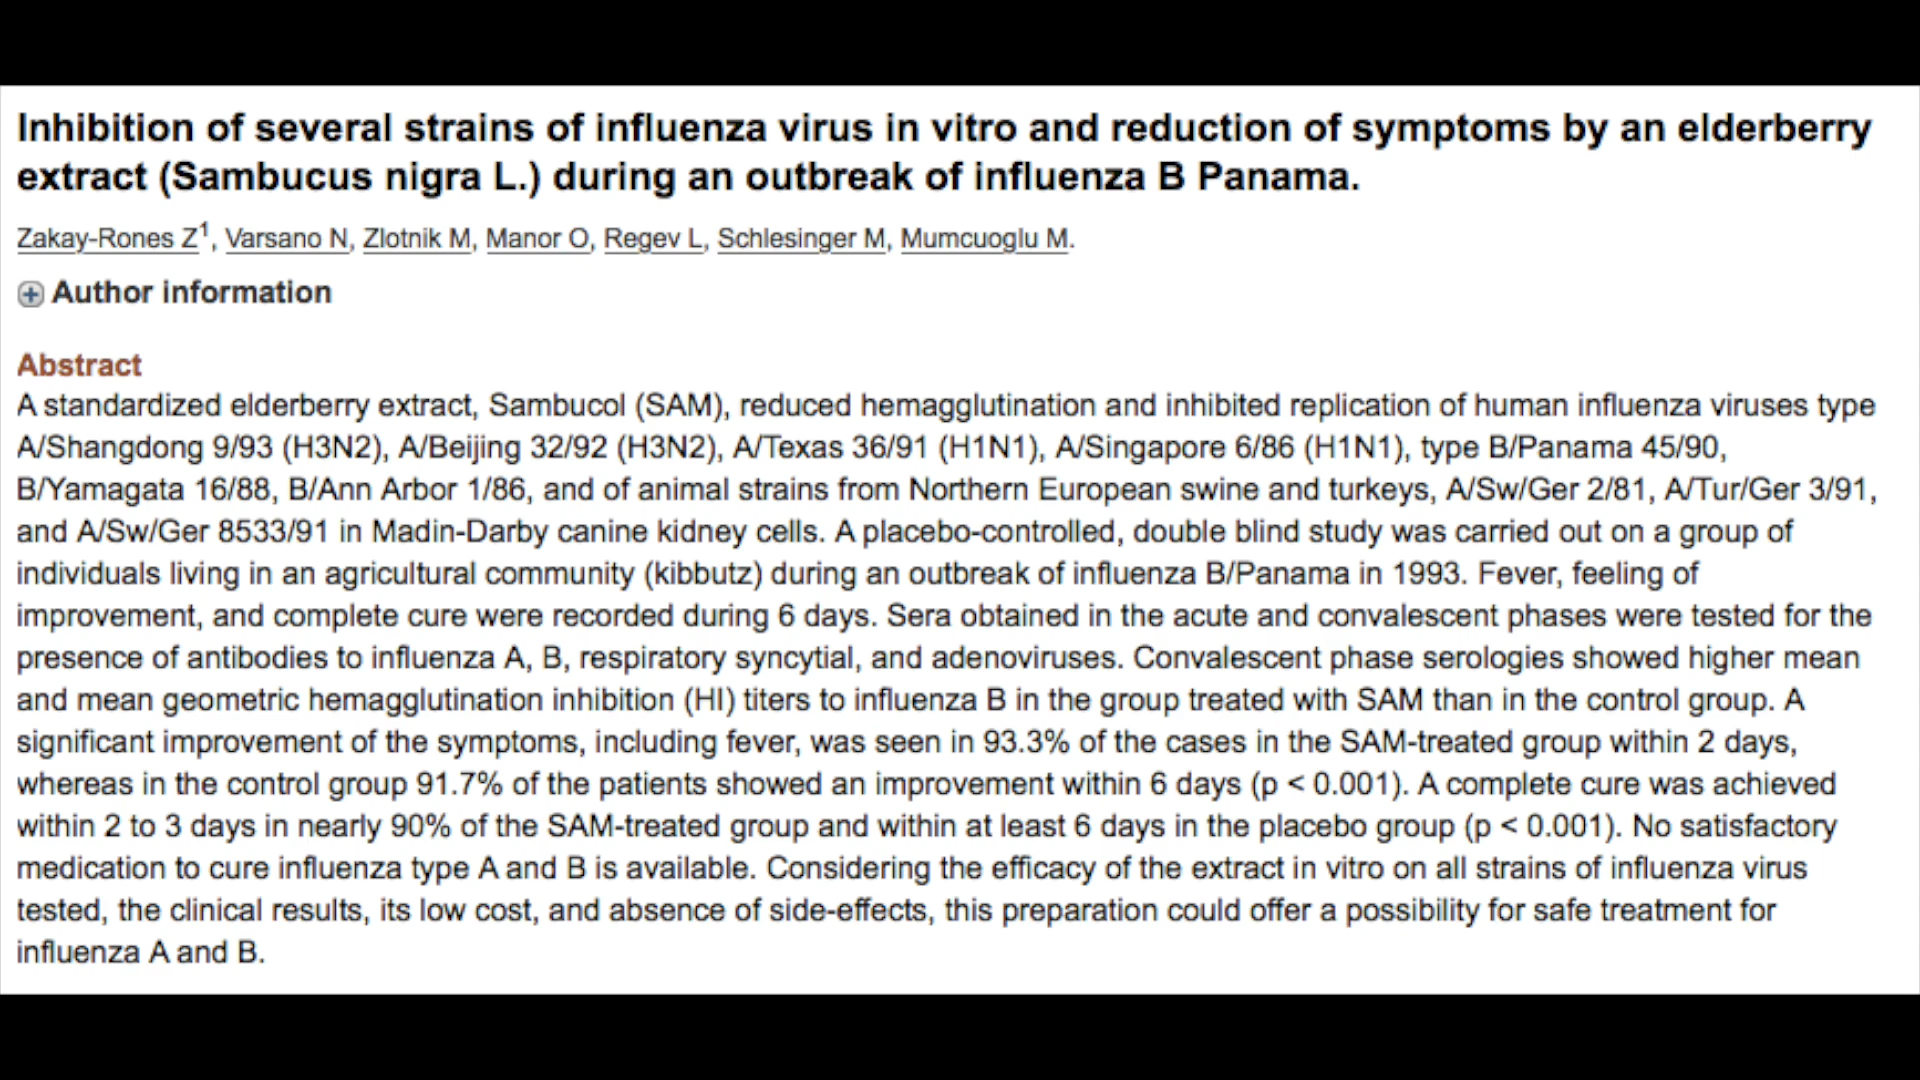 Inhibition of several strains of influenza virus in vitro and reduction of symptoms by an elderberry
extract (Sambucus nigra L.) during an outbreak of influenza B Panama.
Zakay-Rones Z1, Varsano N, Zlotnik M, Manor O, Regev L, Schlesinger M, Mumcuoglu M.
Author information
Abstract
A standardized elderberry extract, Sambucol (SAM), reduced hemagglutination and inhibited replication of human influenza viruses type
A/Shangdong 9/93 (H3N2), A/Beijing 32/92 (H3N2), A/Texas 36/91 (H1N1), A/Singapore 6/86 (H1N1), type B/Panama 45/90,
B/Yamagata 16/88, B/Ann Arbor 1/86, and of animal strains from Northern European swine and turkeys, A/Sw/Ger 2/81, A/Tur/Ger 3/91,
and A/Sw/Ger 8533/91 in Madin-Darby canine kidney cells. A placebo-controlled, double blind study was carried out on a group of
individuals living in an agricultural community (kibbutz) during an outbreak of influenza B/Panama in 1993. Fever, feeling of
improvement, and complete cure were recorded during 6 days. Sera obtained in the acute and convalescent phases were tested for the
presence of antibodies to influenza A, B, respiratory syncytial, and adenoviruses. Convalescent phase serologies showed higher mean
and mean geometric hemagglutination inhibition (HI) titers to influenza B in the group treated with SAM than in the control group. A
significant improvement of the symptoms, including fever, was seen in 93.3% of the cases in the SAM-treated group within 2 days,
whereas in the control group 91.7% of the patients showed an improvement within 6 days (p < 0.001). A complete cure was achieved
within 2 to 3 days in nearly 90% of the SAM-treated group and within at least 6 days in the placebo group (p < 0.001). No satisfactory
medication to cure influenza type A and B is available. Considering the efficacy of the extract in vitro on all strains of influenza virus
tested, the clinical results, its low cost, and absence of side-effects, this preparation could offer a possibility for safe treatment for
influenza A and B.